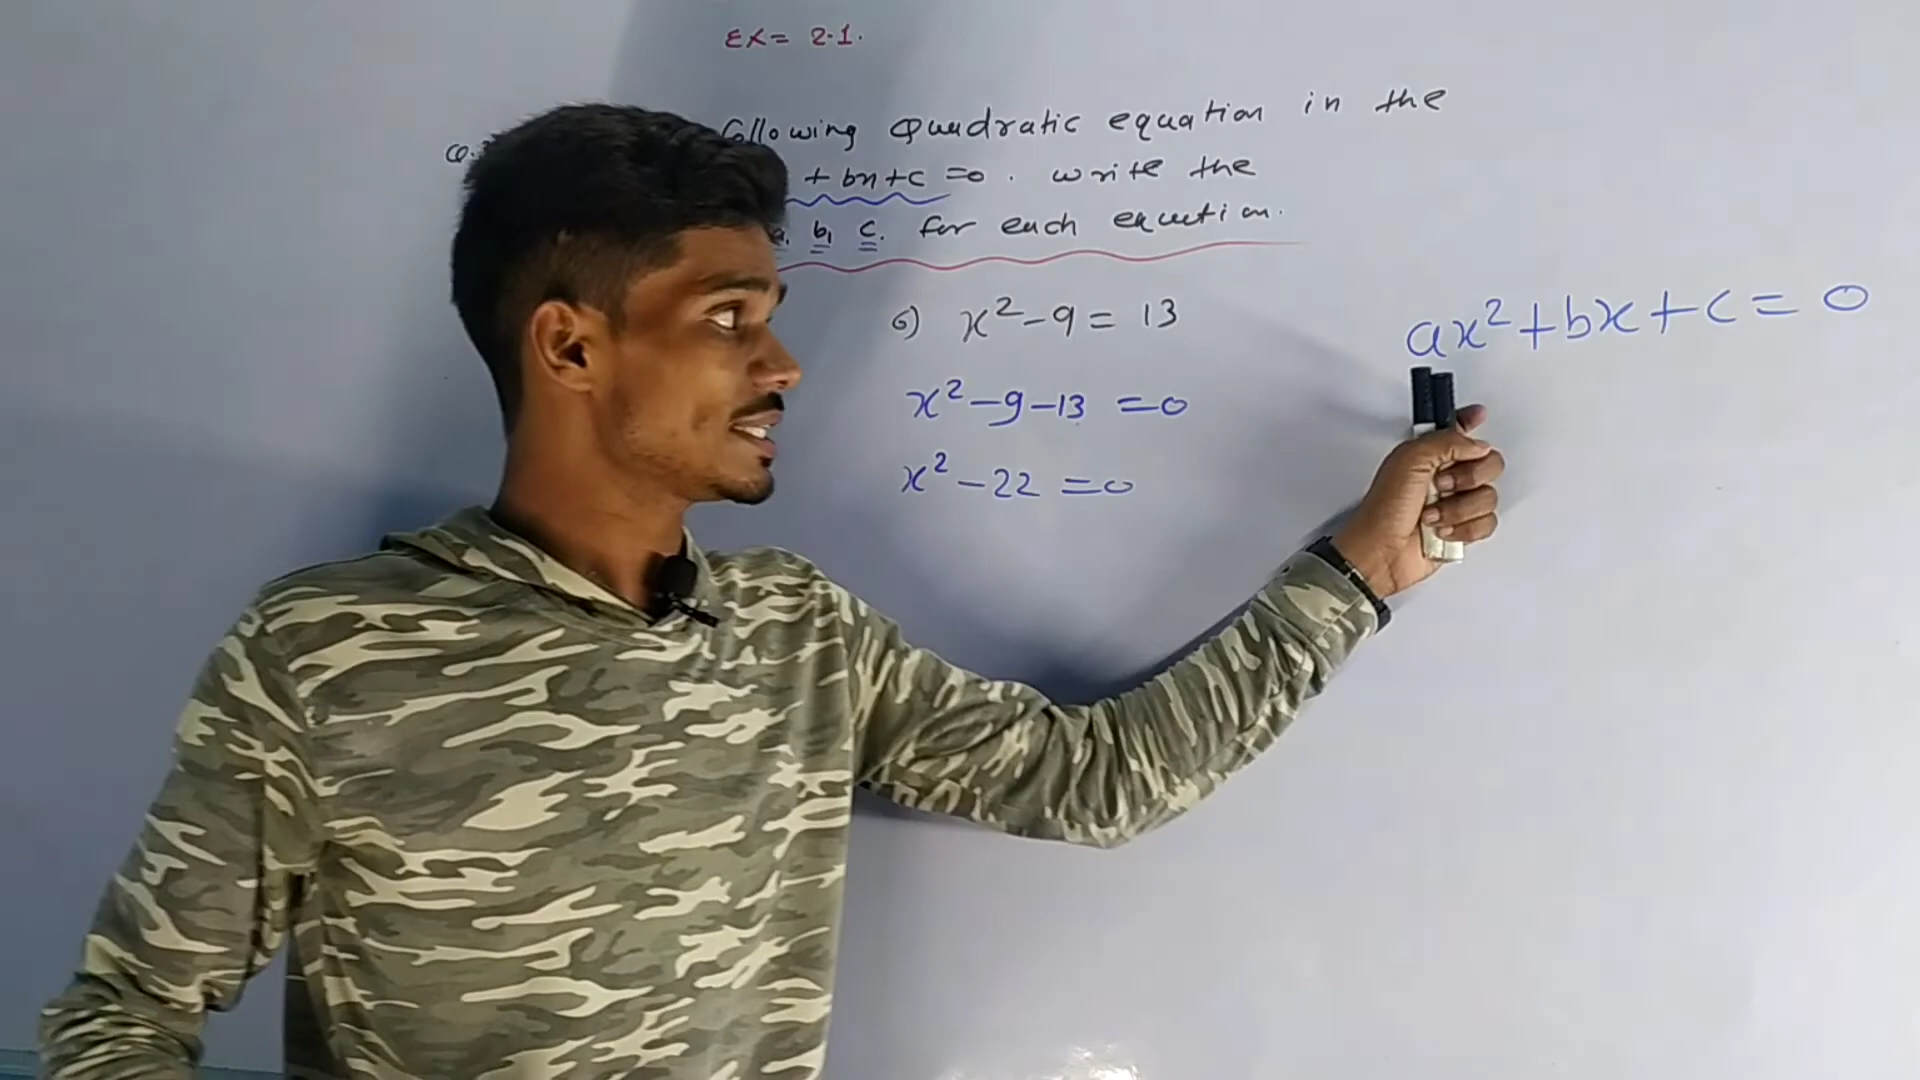 Ex = 2.1.
Q.
following Quadratic equation in the
+ bx + c = 0 . write the
a, b, c. for each equation.
6) x² - 9 = 13
ax² + bx + c = 0
x² - 9 - 13 = 0
x² - 22 = 0